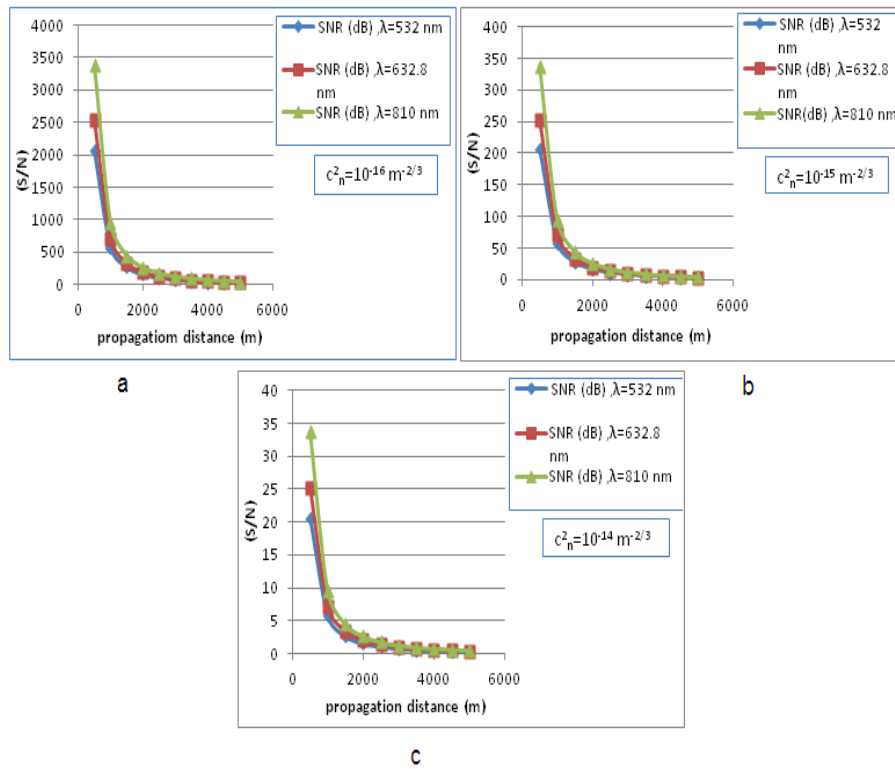 4000
3500
3000
2500
2000
1500
1000
500
0
(S/N)
0 2000 4000 6000
propagatiom distance (m)
SNR (dB) ,λ=532 nm
SNR (dB) ,λ=632.8
nm
SNR (dB) ,λ=810 nm
c²ₙ=10⁻¹⁶ m⁻²/³
a
400
350
300
250
200
150
100
50
0
(S/N)
0 2000 4000 6000
propagation distance (m)
SNR (dB) ,λ=532
nm
SNR (dB) ,λ=632.8
nm
SNR(dB) ,λ=810
nm
c²ₙ=10⁻¹⁵ m⁻²/³
b
40
35
30
25
20
15
10
5
0
(S/N)
0 2000 4000 6000
propagation distance (m)
SNR (dB) ,λ=532 nm
SNR (dB) ,λ=632.8
nm
SNR (dB) ,λ=810 nm
c²ₙ=10⁻¹⁴ m⁻²/³
c